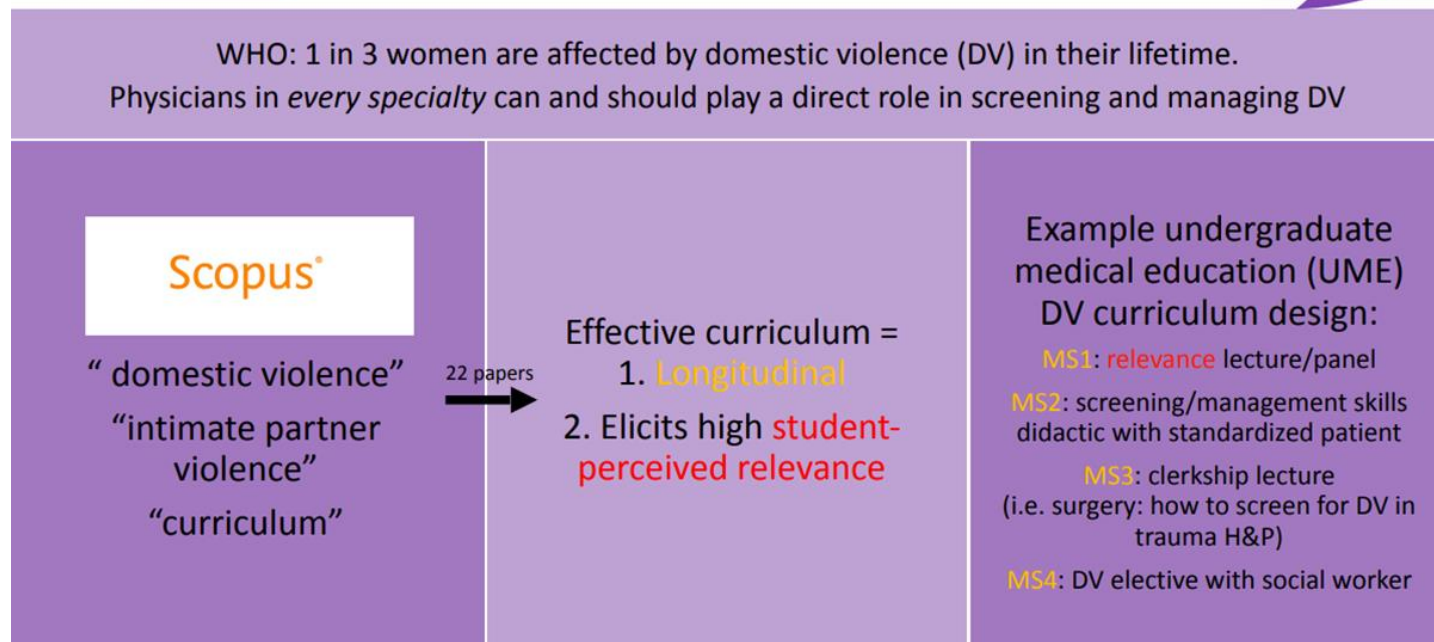 WHO: 1 in 3 women are affected by domestic violence (DV) in their lifetime.
Physicians in every specialty can and should play a direct role in screening and managing DV
Scopus®
“ domestic violence”
“intimate partner
violence”
“curriculum”
22 papers
Effective curriculum =
1. Longitudinal
2. Elicits high student-
perceived relevance
Example undergraduate
medical education (UME)
DV curriculum design:
MS1: relevance lecture/panel
MS2: screening/management skills
didactic with standardized patient
MS3: clerkship lecture
(i.e. surgery: how to screen for DV in
trauma H&P)
MS4: DV elective with social worker